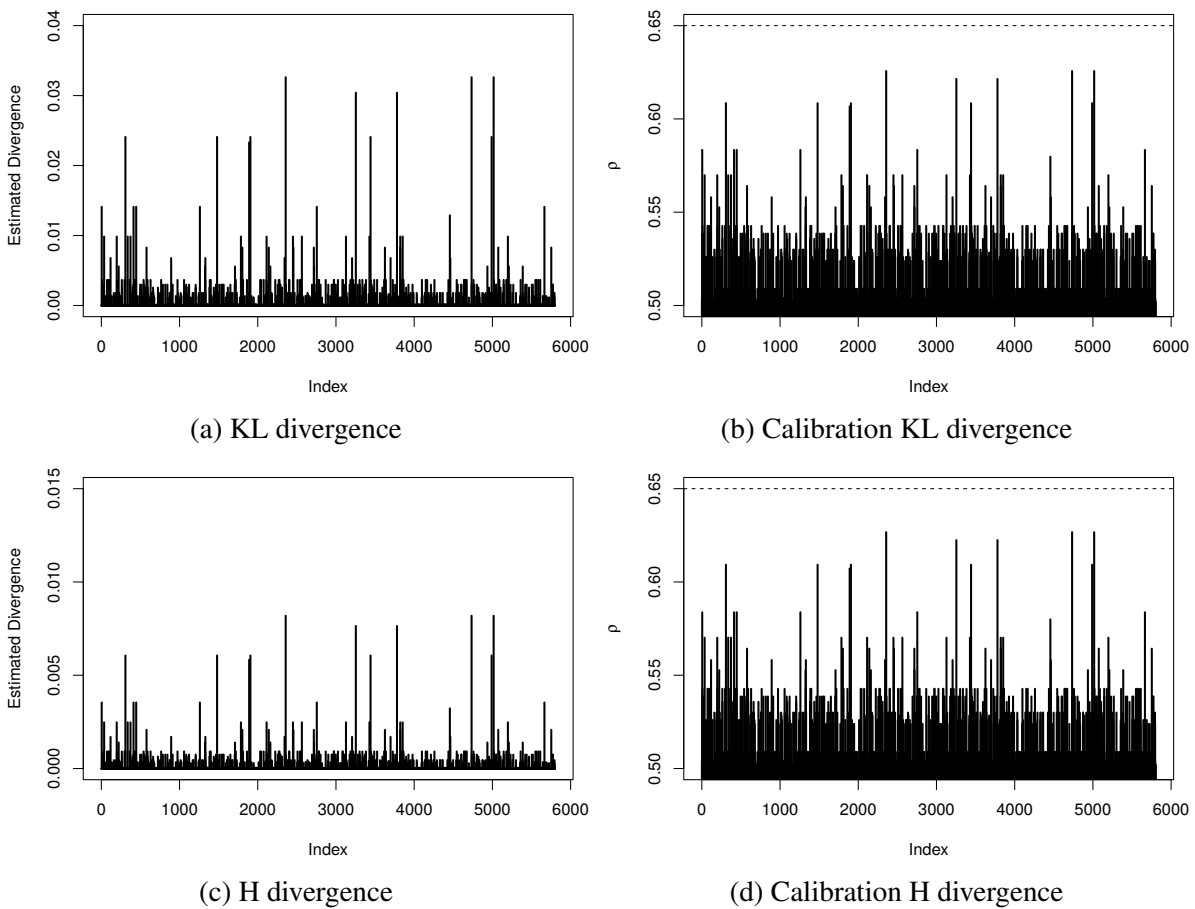 Estimated Divergence
0.00 0.01 0.02 0.03 0.04
0 1000 2000 3000 4000 5000 6000
Index
(a) KL divergence
ρ
0.50 0.55 0.60 0.65
0 1000 2000 3000 4000 5000 6000
Index
(b) Calibration KL divergence
Estimated Divergence
0.000 0.005 0.010 0.015
0 1000 2000 3000 4000 5000 6000
Index
(c) H divergence
ρ
0.50 0.55 0.60 0.65
0 1000 2000 3000 4000 5000 6000
Index
(d) Calibration H divergence